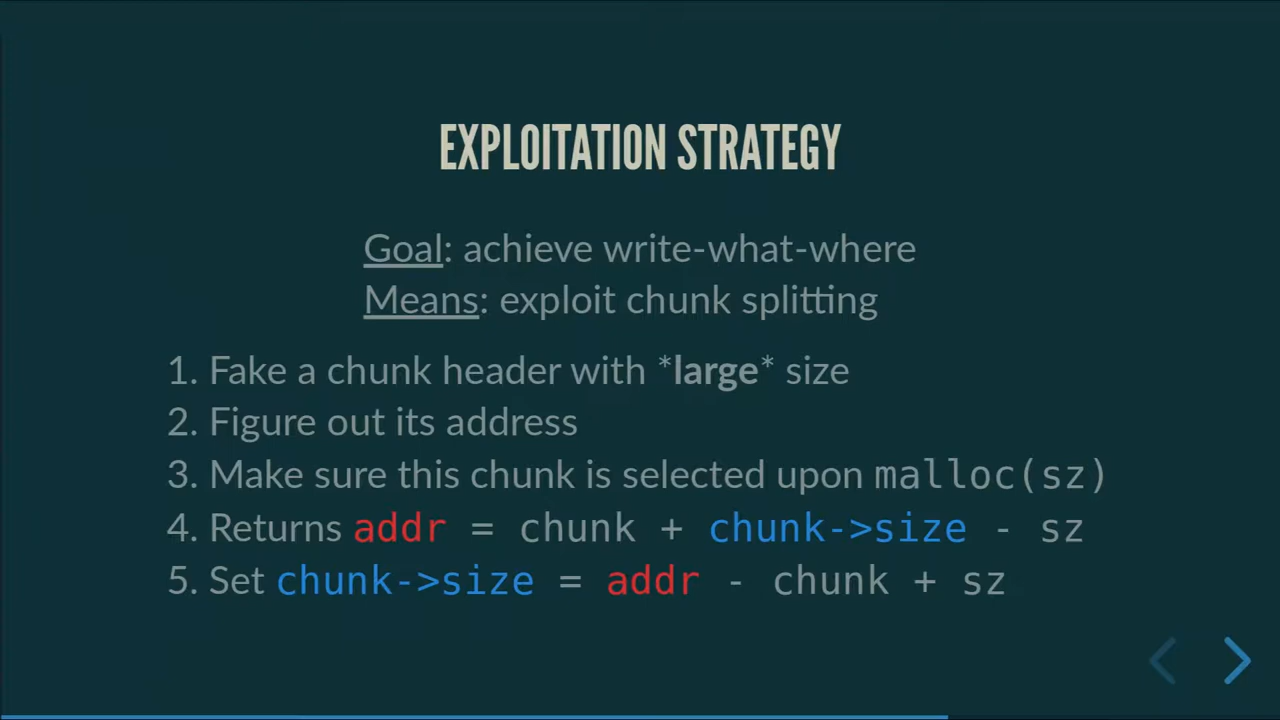 EXPLOITATION STRATEGY
Goal: achieve write-what-where
Means: exploit chunk splitting
1. Fake a chunk header with *large* size
2. Figure out its address
3. Make sure this chunk is selected upon malloc(sz)
4. Returns addr = chunk + chunk->size - sz
5. Set chunk->size = addr - chunk + sz